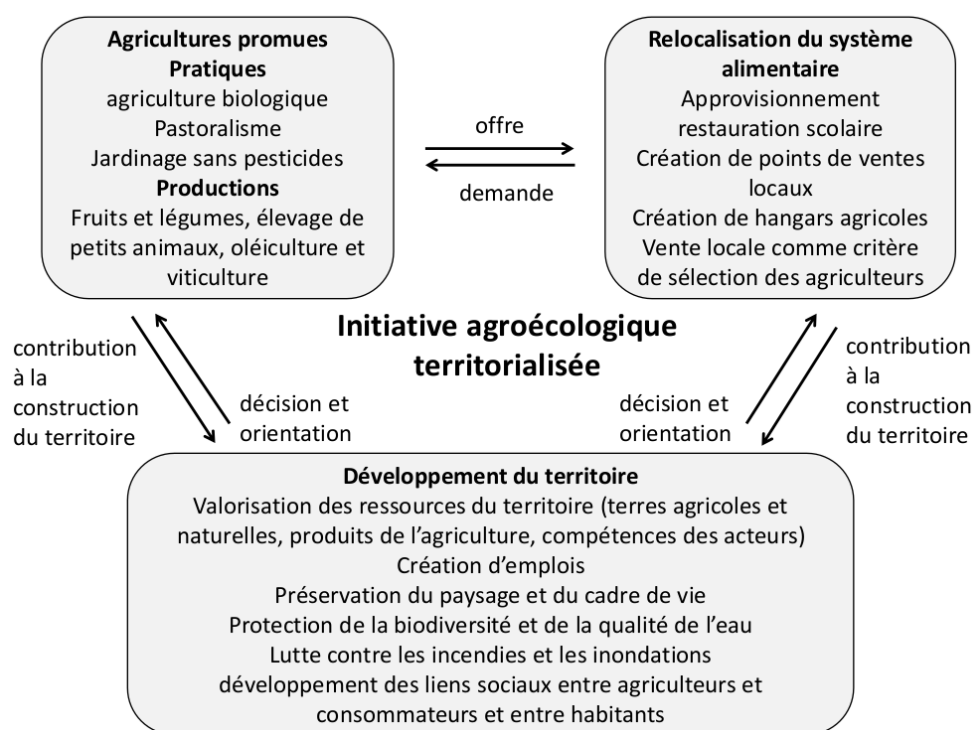 Agricultures promues
Pratiques
agriculture biologique
Pastoralisme
Jardinage sans pesticides
Productions
Fruits et légumes, élevage de
petits animaux, oléiculture et
viticulture
offre
demande
Relocalisation du système
alimentaire
Approvisionnement
restauration scolaire
Création de points de ventes
locaux
Création de hangars agricoles
Vente locale comme critère
de sélection des agriculteurs
Initiative agroécologique
territorialisée
contribution
à la
construction
du territoire
décision et
orientation
décision et
orientation
contribution
à la
construction
du territoire
Développement du territoire
Valorisation des ressources du territoire (terres agricoles et
naturelles, produits de l’agriculture, compétences des acteurs)
Création d’emplois
Préservation du paysage et du cadre de vie
Protection de la biodiversité et de la qualité de l’eau
Lutte contre les incendies et les inondations
développement des liens sociaux entre agriculteurs et
consommateurs et entre habitants